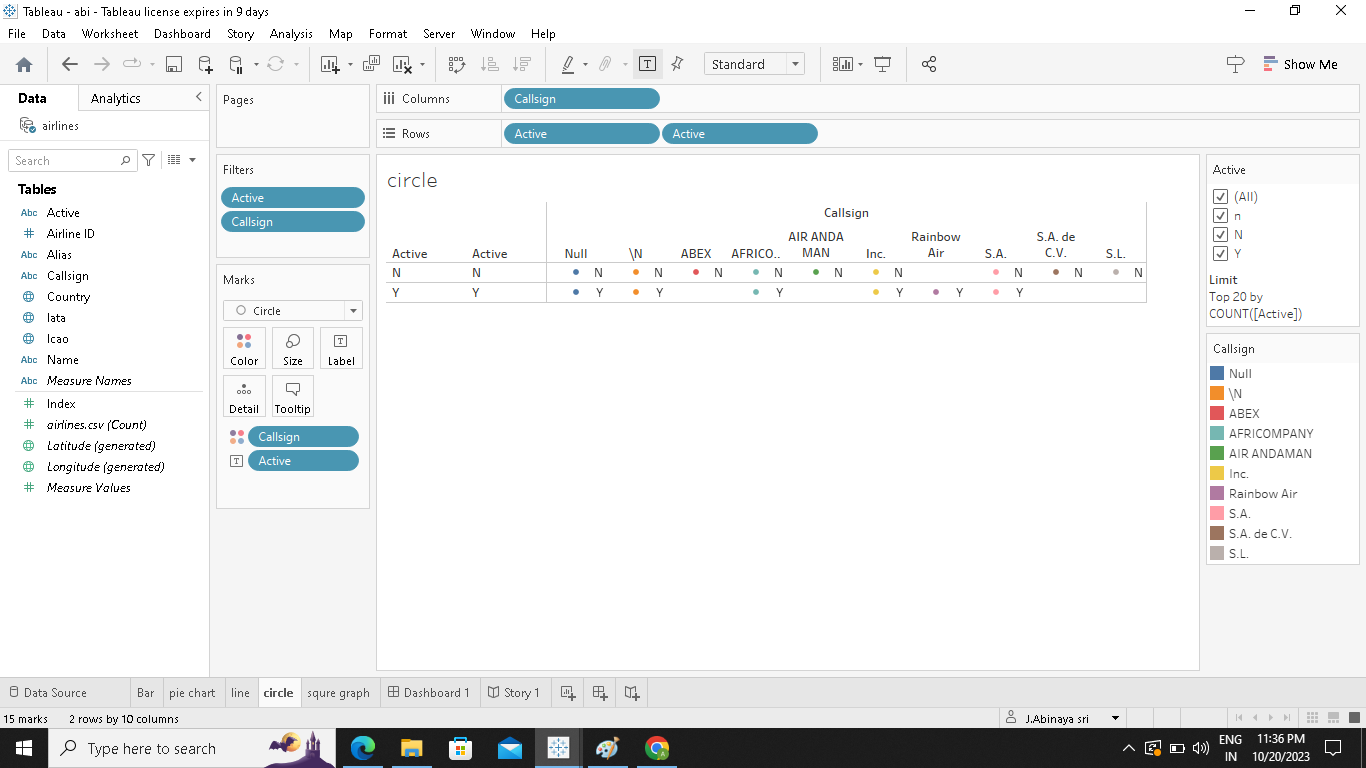 Tableau - abi - Tableau license expires in 9 days
File Data Worksheet Dashboard Story Analysis Map Format Server Window Help
Standard
Show Me
Data Analytics
airlines
Search
Tables
Abc Active
Airline ID
Abc Alias
Abc Callsign
Country
Iata
Icao
Abc Name
Abc Measure Names
Index
airlines.csv (Count)
Latitude (generated)
Longitude (generated)
Measure Values
Pages
Filters
Active
Callsign
Marks
Circle
Color Size Label
Detail Tooltip
Callsign
Active
Columns Callsign
Rows Active Active
circle
Callsign
Active Active Null \N ABEX AFRICO.. AIR ANDA MAN Inc. Rainbow Air S.A. S.A. de C.V. S.L.
N N N N N N N N N N N
Y Y Y Y Y Y Y Y
Active
(All)
n
N
Y
Limit
Top 20 by
COUNT([Active])
Callsign
Null
\N
ABEX
AFRICOMPANY
AIR ANDAMAN
Inc.
Rainbow Air
S.A.
S.A. de C.V.
S.L.
Data Source Bar pie chart line circle squre graph Dashboard 1 Story 1
15 marks 2 rows by 10 columns J.Abinaya sri
Type here to search
ENG 11:36 PM
IN 10/20/2023